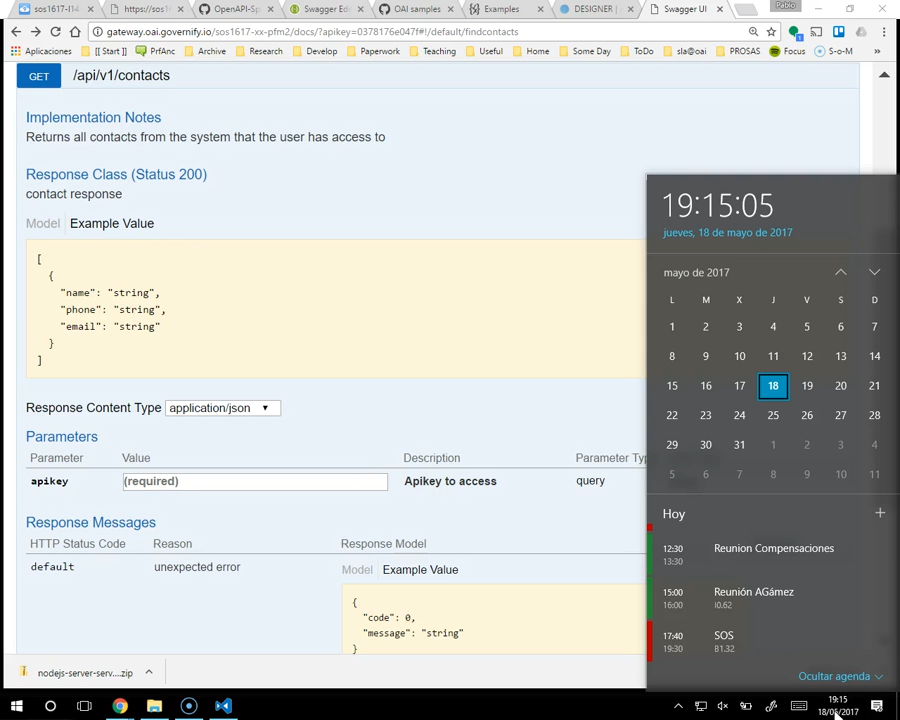 sos1617-I14
https://sos1
OpenAPI-Sp
Swagger Edi
OAI samples
Examples
DESIGNER |
Swagger UI
Pablo
gateway.oai.governify.io/sos1617-xx-pfm2/docs/?apikey=0378176e047f#!/default/findcontacts
Aplicaciones
[[ Start ]]
PrfAnc
Archive
Research
Develop
Paperwork
Teaching
Useful
Home
Some Day
ToDo
sla@oai
PROSAS
Focus
S-o-M
»
GET /api/v1/contacts
Implementation Notes
Returns all contacts from the system that the user has access to
Response Class (Status 200)
contact response
Model Example Value
[
{
"name": "string",
"phone": "string",
"email": "string"
}
]
Response Content Type application/json
Parameters
Parameter Value Description Parameter Ty
apikey (required) Apikey to access query
Response Messages
HTTP Status Code Reason Response Model
default unexpected error Model Example Value
{
"code": 0,
"message": "string"
}
19:15:05
jueves, 18 de mayo de 2017
mayo de 2017
L M X J V S D
1 2 3 4 5 6 7
8 9 10 11 12 13 14
15 16 17 18 19 20 21
22 23 24 25 26 27 28
29 30 31 1 2 3 4
5 6 7 8 9 10 11
Hoy
12:30 Reunion Compensaciones
13:30
15:00 Reunión AGámez
16:00 I0.62
17:40 SOS
19:30 B1.32
Ocultar agenda
nodejs-server-serv....zip
19:15
18/05/2017